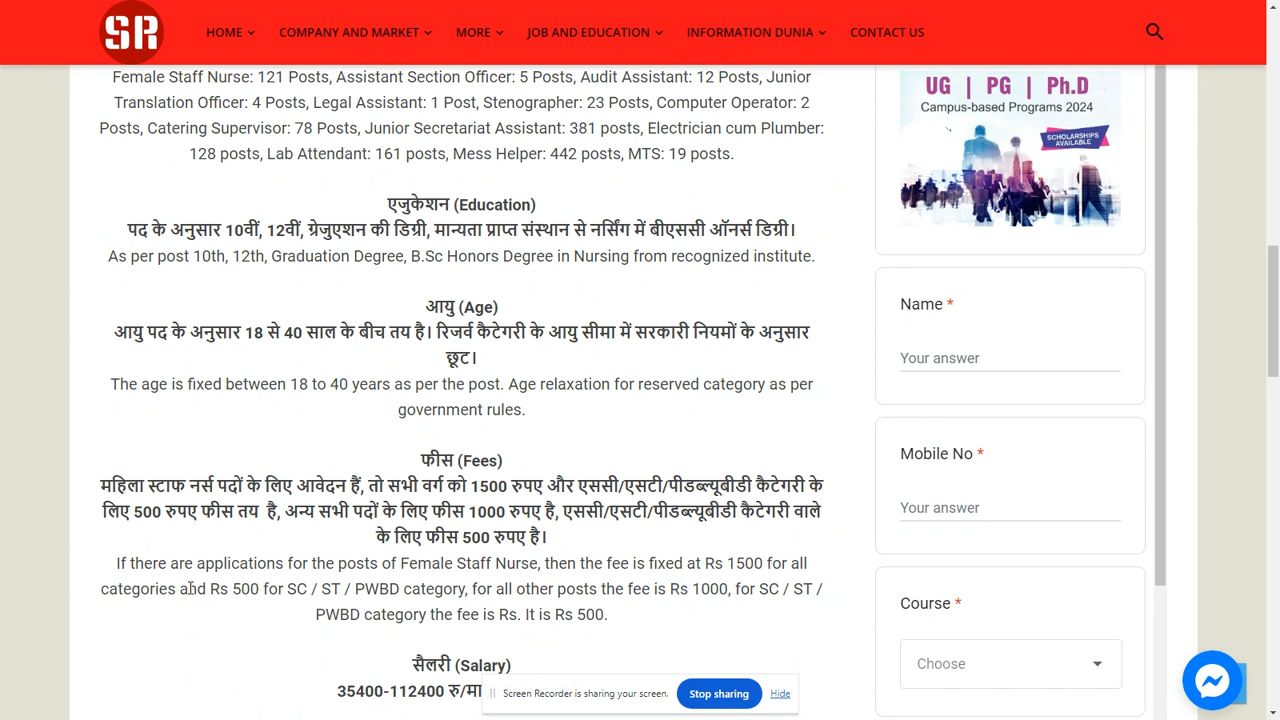 SR
HOME
COMPANY AND MARKET
MORE
JOB AND EDUCATION
INFORMATION DUNIA
CONTACT US
Female Staff Nurse: 121 Posts, Assistant Section Officer: 5 Posts, Audit Assistant: 12 Posts, Junior
Translation Officer: 4 Posts, Legal Assistant: 1 Post, Stenographer: 23 Posts, Computer Operator: 2
Posts, Catering Supervisor: 78 Posts, Junior Secretariat Assistant: 381 posts, Electrician cum Plumber:
128 posts, Lab Attendant: 161 posts, Mess Helper: 442 posts, MTS: 19 posts.
एजुकेशन (Education)
पद के अनुसार 10वीं, 12वीं, ग्रेजुएशन की डिग्री, मान्यता प्राप्त संस्थान से नर्सिंग में बीएससी ऑनर्स डिग्री।
As per post 10th, 12th, Graduation Degree, B.Sc Honors Degree in Nursing from recognized institute.
आयु (Age)
आयु पद के अनुसार 18 से 40 साल के बीच तय है। रिजर्व कैटेगरी के आयु सीमा में सरकारी नियमों के अनुसार
छूट।
The age is fixed between 18 to 40 years as per the post. Age relaxation for reserved category as per
government rules.
फीस (Fees)
महिला स्टाफ नर्स पदों के लिए आवेदन हैं, तो सभी वर्ग को 1500 रुपए और एससी/एसटी/पीडब्ल्यूबीडी कैटेगरी के
लिए 500 रुपए फीस तय है, अन्य सभी पदों के लिए फीस 1000 रुपए है, एससी/एसटी/पीडब्ल्यूबीडी कैटेगरी वाले
के लिए फीस 500 रुपए है।
If there are applications for the posts of Female Staff Nurse, then the fee is fixed at Rs 1500 for all
categories and Rs 500 for SC / ST / PWBD category, for all other posts the fee is Rs 1000, for SC / ST /
PWBD category the fee is Rs. It is Rs 500.
सैलरी (Salary)
35400-112400 रु/मा
UG | PG | Ph.D
Campus-based Programs 2024
SCHOLARSHIPS
AVAILABLE
Name *
Your answer
Mobile No *
Your answer
Course *
Choose
Screen Recorder is sharing your screen.
Stop sharing
Hide